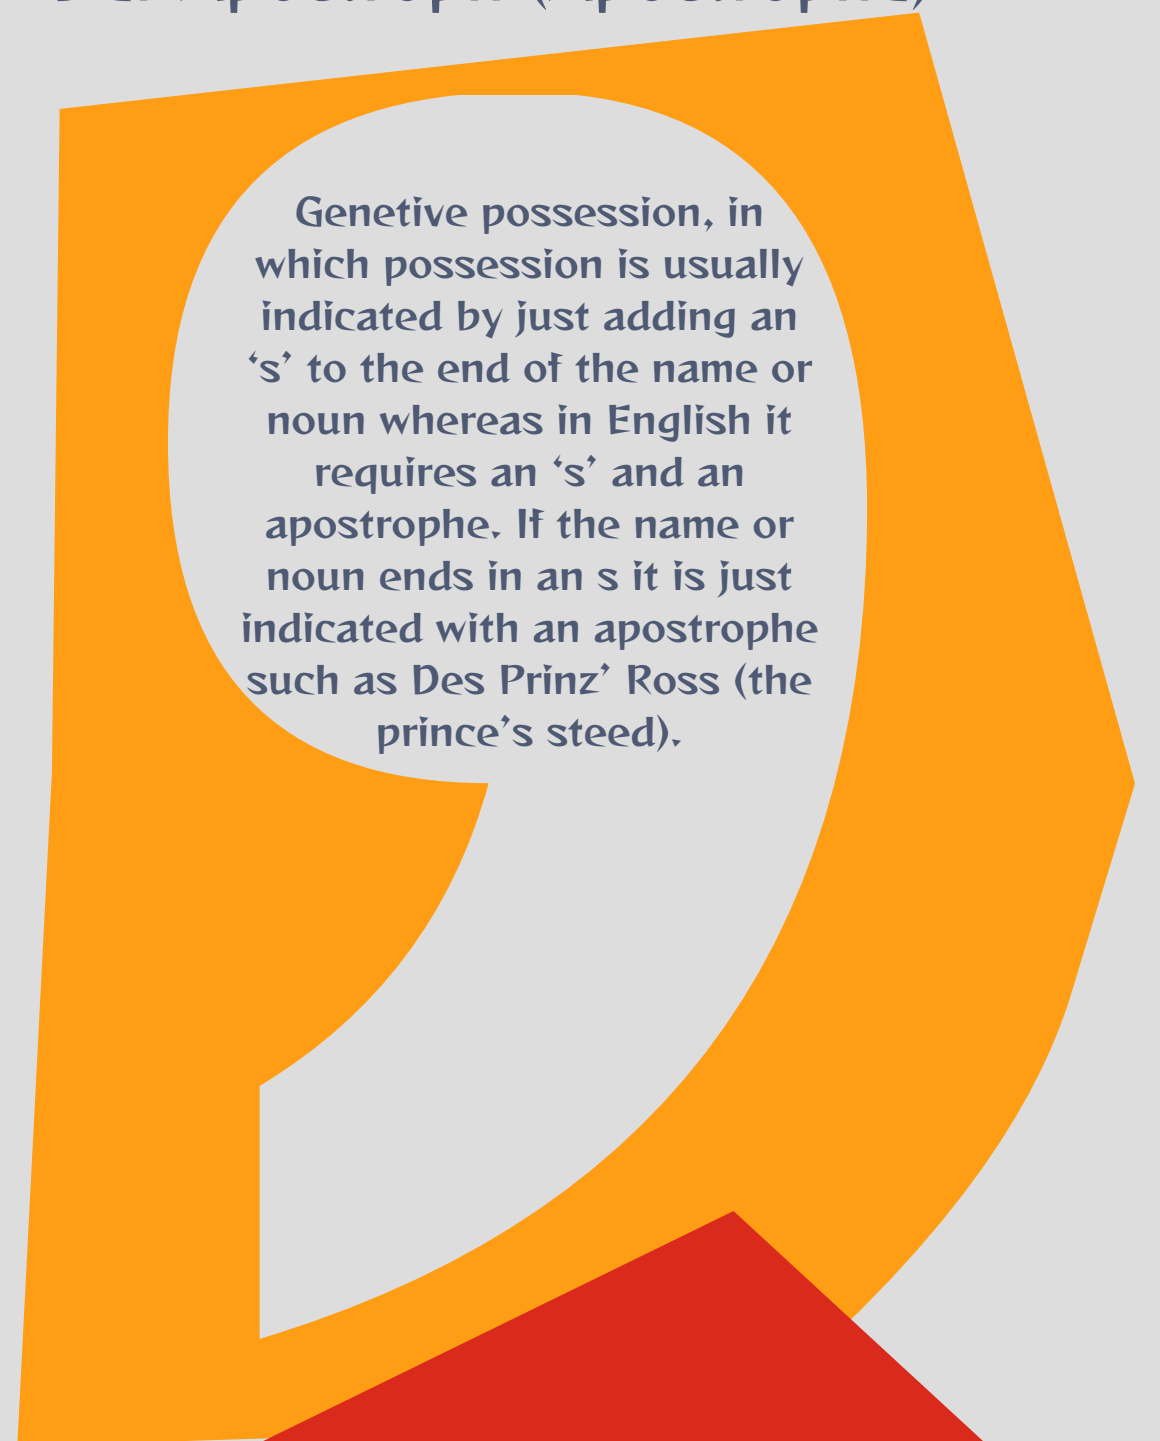 Genetive possession, in
which possession is usually
indicated by just adding an
‘s’ to the end of the name or
noun whereas in English it
requires an ‘s’ and an
apostrophe. If the name or
noun ends in an s it is just
indicated with an apostrophe
such as Des Prinz’ Ross (the
prince’s steed).